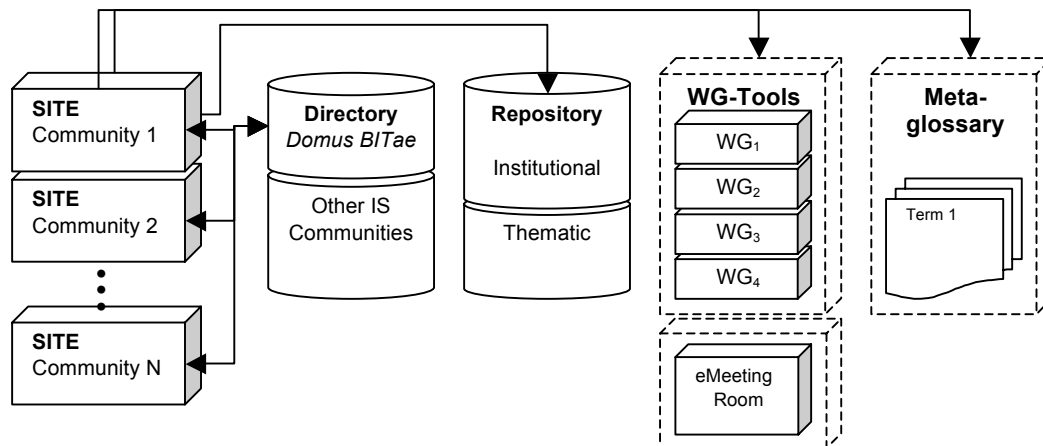 SITE
Community 1
SITE
Community 2
SITE
Community N
Directory
Domus BITae
Other IS
Communities
Repository
Institutional
Thematic
WG-Tools
WG₁
WG₂
WG₃
WG₄
eMeeting
Room
Meta-
glossary
Term 1